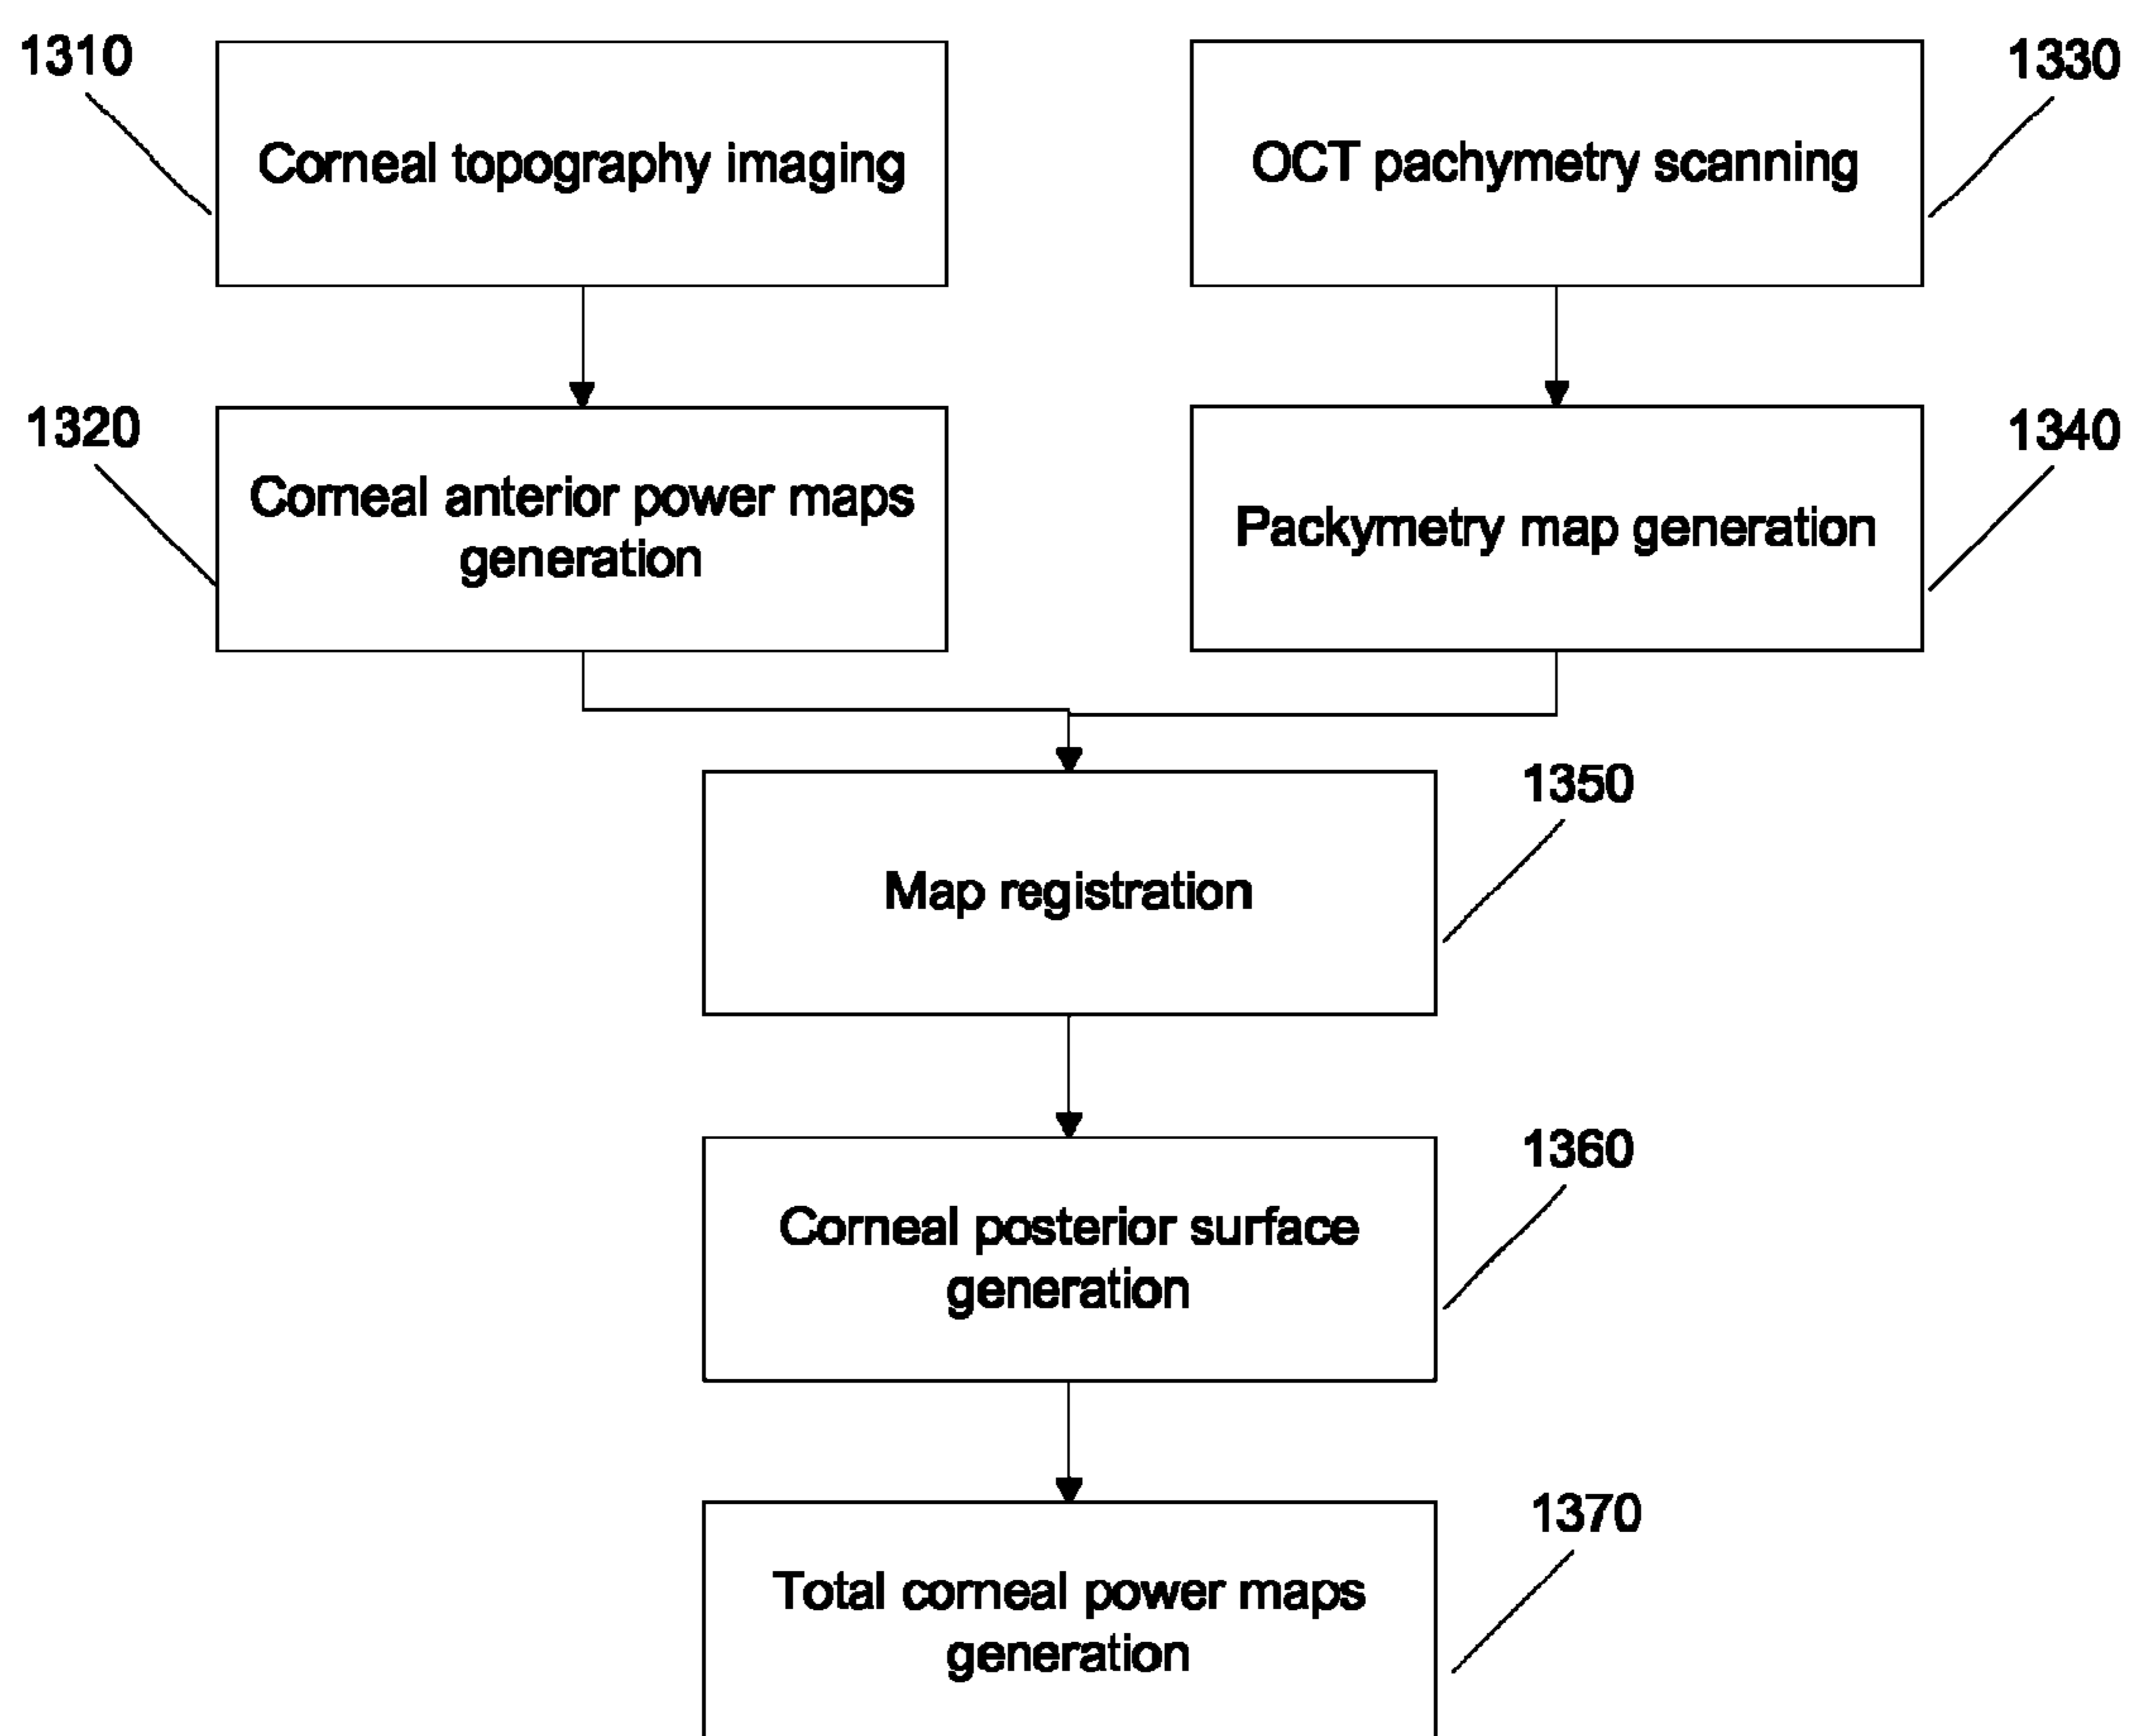 1310
Corneal topography imaging
OCT pachymetry scanning
1330
1320
Corneal anterior power maps
generation
Packymetry map generation
1340
Map registration
1350
Corneal posterior surface
generation
1360
Total corneal power maps
generation
1370